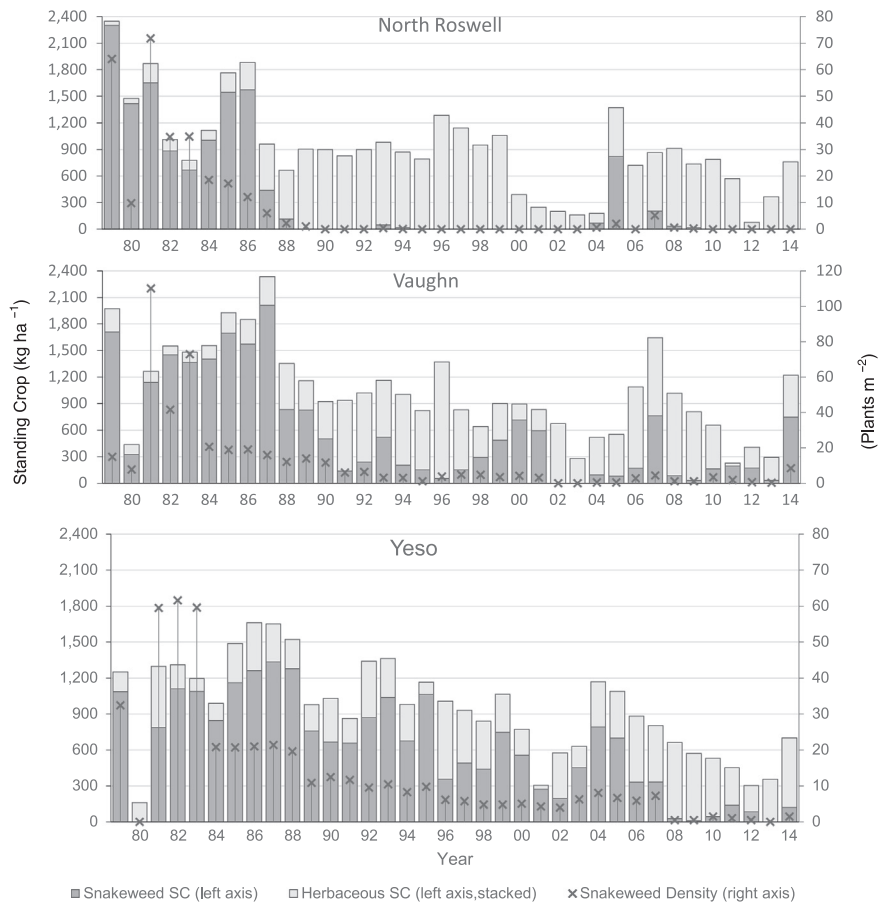 North Roswell
2,400 80
2,100 70
1,800 60
1,500 50
1,200 40
900 30
600 20
300 10
0 0
80 82 84 86 88 90 92 94 96 98 00 02 04 06 08 10 12 14
Vaughn
2,400 120
2,100 100
1,800
1,500 80
1,200 60
900 40
600
300 20
0 0
80 82 84 86 88 90 92 94 96 98 00 02 04 06 08 10 12 14
Standing Crop (kg ha⁻¹)
(Plants m⁻²)
Yeso
2,400 80
2,100 70
1,800 60
1,500 50
1,200 40
900 30
600 20
300 10
0 0
80 82 84 86 88 90 92 94 96 98 00 02 04 06 08 10 12 14
Year
Snakeweed SC (left axis) Herbaceous SC (left axis,stacked) Snakeweed Density (right axis)